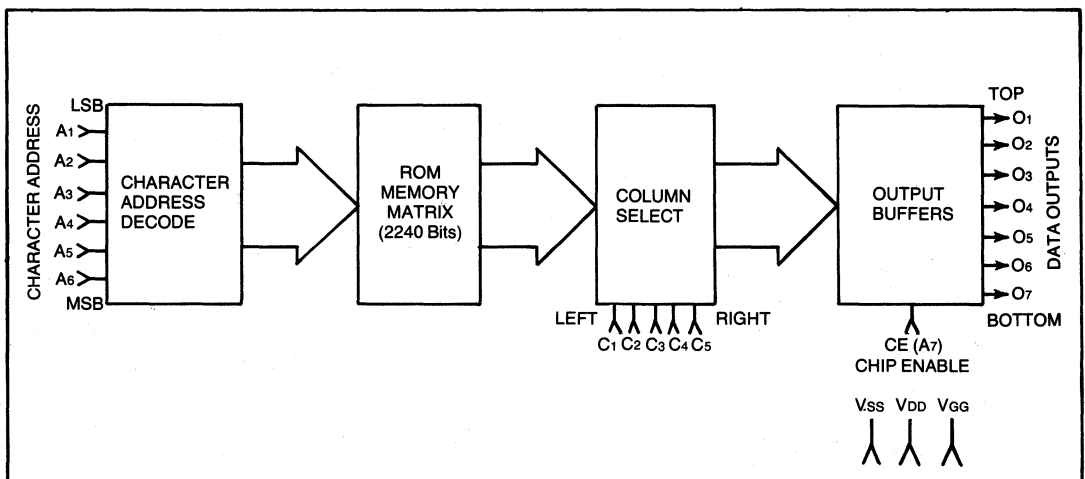 CHARACTER ADDRESS
LSB
A1
A2
A3
A4
A5
A6
MSB
CHARACTER
ADDRESS
DECODE
ROM
MEMORY
MATRIX
(2240 Bits)
COLUMN
SELECT
LEFT
RIGHT
C1 C2 C3 C4 C5
OUTPUT
BUFFERS
TOP
O1
O2
O3
O4
O5
O6
O7
BOTTOM
DATA OUTPUTS
CE (A7)
CHIP ENABLE
VSS VDD VGG